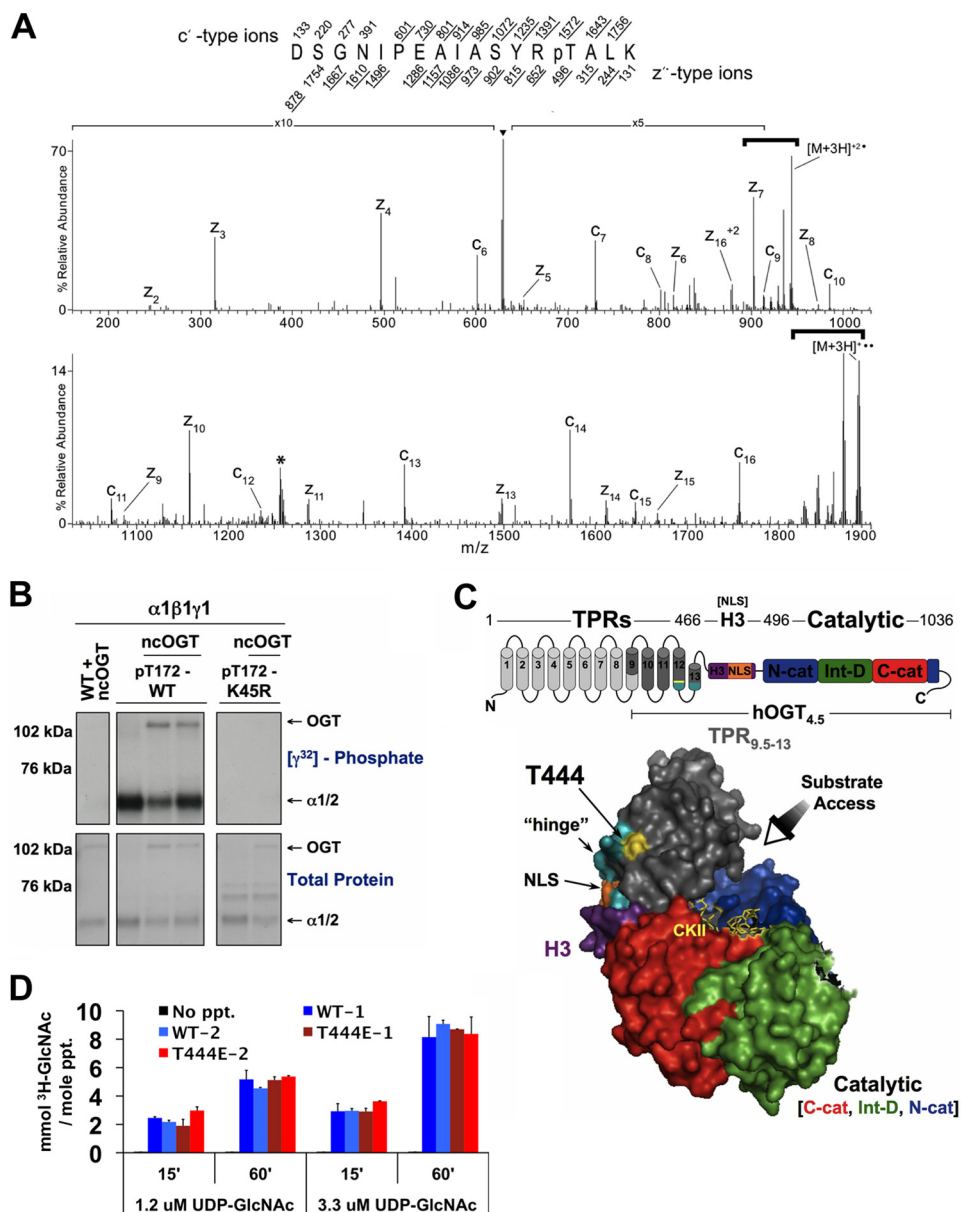 A
c′-type ions
133 220 277 391 601 730 801 914 985 1072 1235 1391 1572 1643 1756
D S G N I P E A I A S Y R pT A L K
878 1754 1667 1610 1496 1286 1157 1086 973 902 815 652 496 315 244 131
z˙-type ions
x10 x5
% Relative Abundance
70
0
Z2 Z3 Z4 C6 Z5 C7 C8 Z6 Z16+2 Z7 C9 [M+3H]+2• Z8 C10
200 300 400 500 600 700 800 900 1000
% Relative Abundance
14
0
C11 Z9 Z10 C12 * Z11 C13 Z13 C14 Z14 C15 Z15 C16 [M+3H]+••
1100 1200 1300 1400 1500 1600 1700 1800 1900
m/z
B
α1β1γ1
WT + ncOGT
ncOGT
pT172 - WT
ncOGT
pT172 - K45R
102 kDa
76 kDa
← OGT
[γ32] - Phosphate
← α1/2
102 kDa
76 kDa
← OGT
Total Protein
← α1/2
C
[NLS]
1 TPRs 466 H3 496 Catalytic 1036
1 2 3 4 5 6 7 8 9 10 11 12 13 H3 NLS N-cat Int-D C-cat
N C
hOGT4.5
TPR9.5-13
T444
Substrate Access
"hinge"
NLS
H3
CKII
Catalytic
[C-cat, Int-D, N-cat]
D
mmol 3H-GlcNAc / mole ppt.
No ppt. WT-1
WT-2 T444E-1
T444E-2
10
8
6
4
2
0
15' 60' 15' 60'
1.2 uM UDP-GlcNAc 3.3 uM UDP-GlcNAc